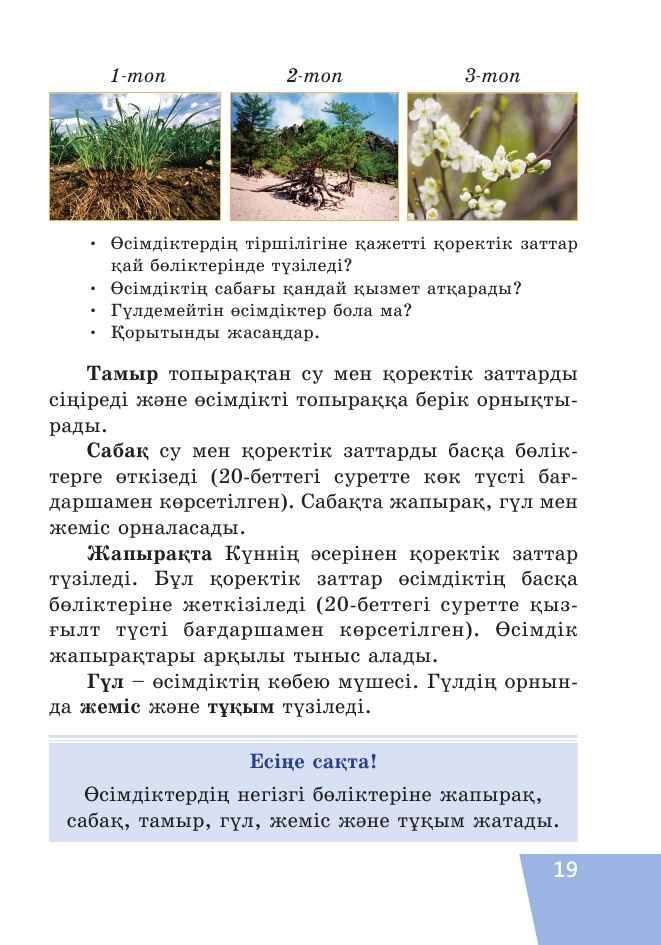 1-топ 2-топ 3-топ
• Өсімдіктердің тіршілігіне қажетті қоректік заттар
қай бөліктерінде түзіледі?
• Өсімдіктің сабағы қандай қызмет атқарады?
• Гүлдемейтін өсімдіктер бола ма?
• Қорытынды жасаңдар.
Тамыр топырақтан су мен қоректік заттарды
сіңіреді және өсімдікті топыраққа берік орнықты-
рады.
Сабақ су мен қоректік заттарды басқа бөлік-
терге өткізеді (20-беттегі суретте көк түсті бағ-
даршамен көрсетілген). Сабақта жапырақ, гүл мен
жеміс орналасады.
Жапырақта Күннің әсерінен қоректік заттар
түзіледі. Бұл қоректік заттар өсімдіктің басқа
бөліктеріне жеткізіледі (20-беттегі суретте қыз-
ғылт түсті бағдаршамен көрсетілген). Өсімдік
жапырақтары арқылы тыныс алады.
Гүл – өсімдіктің көбею мүшесі. Гүлдің орнын-
да жеміс және тұқым түзіледі.
Есіңе сақта!
Өсімдіктердің негізгі бөліктеріне жапырақ,
сабақ, тамыр, гүл, жеміс және тұқым жатады.
19